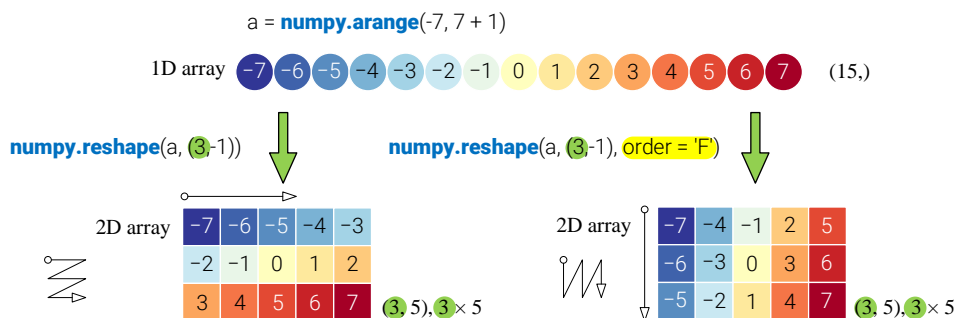 a = numpy.arange(-7, 7 + 1)
1D array −7 −6 −5 −4 −3 −2 −1 0 1 2 3 4 5 6 7 (15,)
numpy.reshape(a, (3,-1))
numpy.reshape(a, (3,-1), order = 'F')
2D array −7 −6 −5 −4 −3
−2 −1 0 1 2
3 4 5 6 7 (3, 5), 3 × 5
2D array −7 −4 −1 2 5
−6 −3 0 3 6
−5 −2 1 4 7 (3, 5), 3 × 5